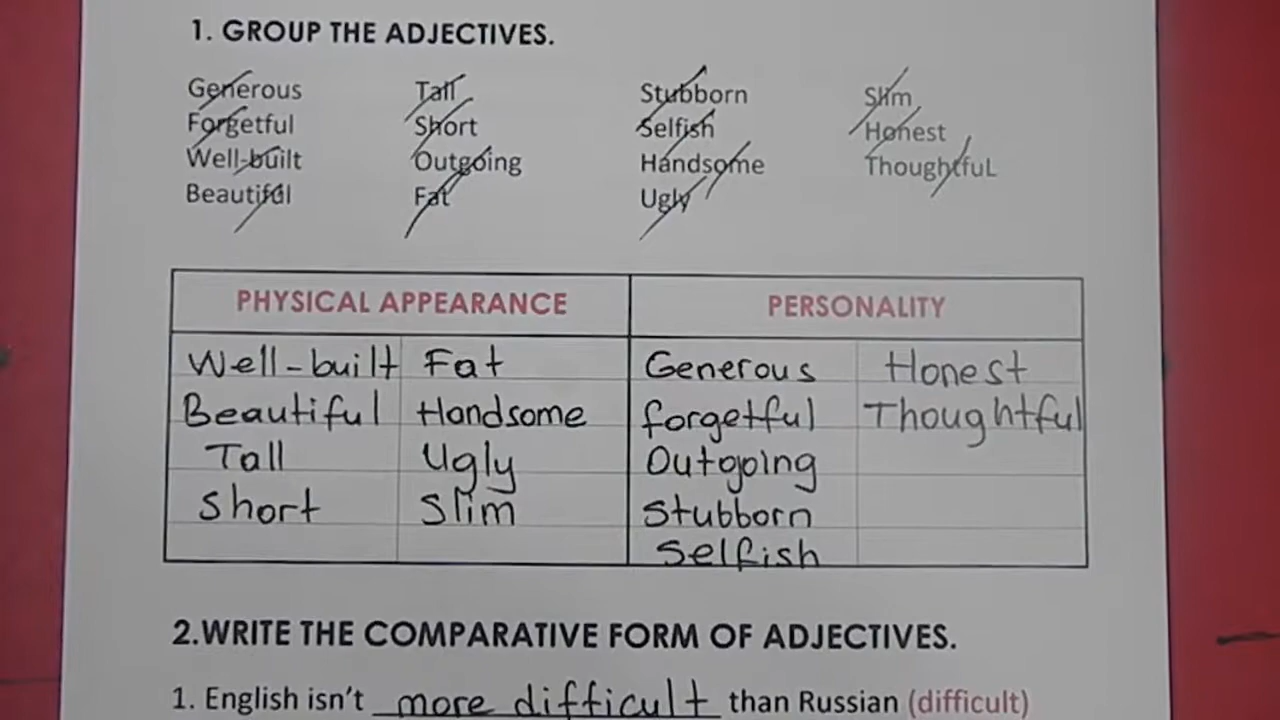 1. GROUP THE ADJECTIVES.
Generous Tall Stubborn Slim
Forgetful Short Selfish Honest
Well-built Outgoing Handsome ThoughtfuL
Beautiful Fat Ugly
PHYSICAL APPEARANCE PERSONALITY
Well-built Fat Generous Honest
Beautiful Handsome forgetful Thoughtful
Tall Ugly Outgoing
Short Slim Stubborn
Selfish
2.WRITE THE COMPARATIVE FORM OF ADJECTIVES.
1. English isn't more difficult than Russian (difficult)